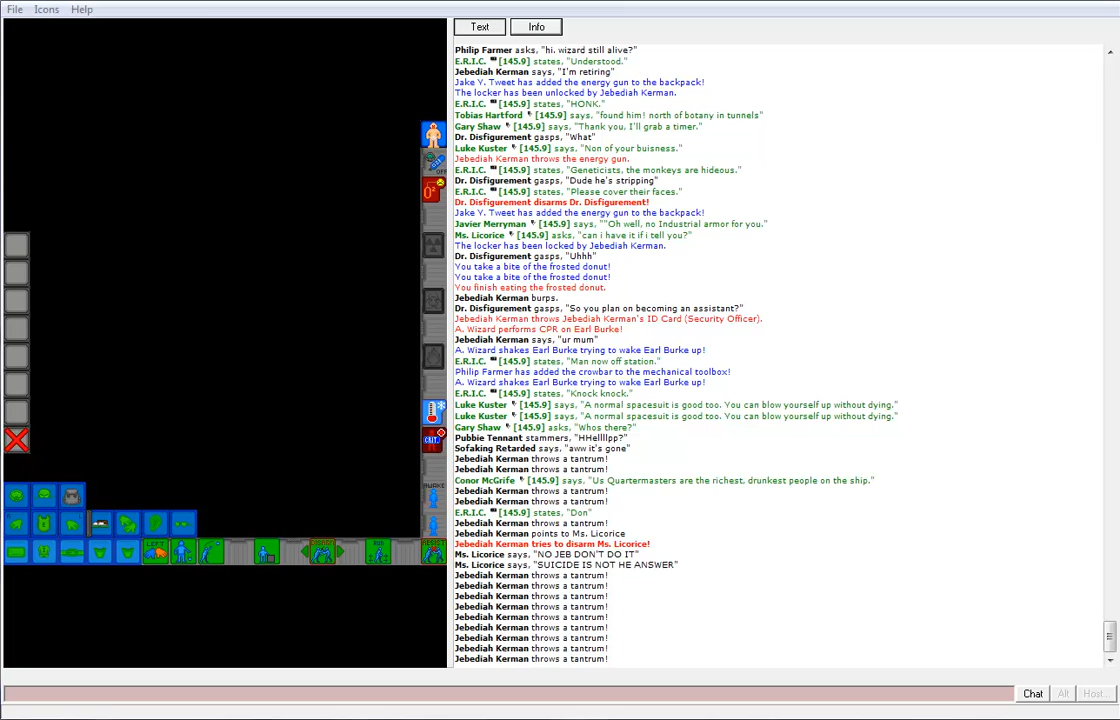 File Icons Help
Text Info
Philip Farmer asks, "hi. wizard still alive?"
E.R.I.C. [145.9] states, "Understood."
Jebediah Kerman says, "I'm retiring"
Jake Y. Tweet has added the energy gun to the backpack!
The locker has been unlocked by Jebediah Kerman.
E.R.I.C. [145.9] states, "HONK."
Tobias Hartford [145.9] says, "found him! north of botany in tunnels"
Gary Shaw [145.9] says, "Thank you, I'll grab a timer."
Dr. Disfigurement gasps, "What"
Luke Kuster [145.9] says, "Non of your buisness."
Jebediah Kerman throws the energy gun.
E.R.I.C. [145.9] states, "Geneticists, the monkeys are hideous."
Dr. Disfigurement gasps, "Dude he's stripping"
E.R.I.C. [145.9] states, "Please cover their faces."
Dr. Disfigurement disarms Dr. Disfigurement!
Jake Y. Tweet has added the energy gun to the backpack!
Javier Merryman [145.9] says, ""Oh well, no Industrial armor for you."
Ms. Licorice [145.9] asks, "can i have it if i tell you?"
The locker has been locked by Jebediah Kerman.
Dr. Disfigurement gasps, "Uhhh"
You take a bite of the frosted donut!
You take a bite of the frosted donut!
You finish eating the frosted donut.
Jebediah Kerman burps.
Dr. Disfigurement gasps, "So you plan on becoming an assistant?"
Jebediah Kerman throws Jebediah Kerman's ID Card (Security Officer).
A. Wizard performs CPR on Earl Burke!
Jebediah Kerman says, "ur mum"
A. Wizard shakes Earl Burke trying to wake Earl Burke up!
E.R.I.C. [145.9] states, "Man now off station."
Philip Farmer has added the crowbar to the mechanical toolbox!
A. Wizard shakes Earl Burke trying to wake Earl Burke up!
E.R.I.C. [145.9] states, "Knock knock."
Luke Kuster [145.9] says, "A normal spacesuit is good too. You can blow yourself up without dying."
Luke Kuster [145.9] says, "A normal spacesuit is good too. You can blow yourself up without dying."
Gary Shaw [145.9] asks, "Whos there?"
Pubbie Tennant stammers, "HHellllpp?"
Sofaking Retarded says, "aww it's gone"
Jebediah Kerman throws a tantrum!
Jebediah Kerman throws a tantrum!
Conor McGrife [145.9] says, "Us Quartermasters are the richest, drunkest people on the ship."
Jebediah Kerman throws a tantrum!
Jebediah Kerman throws a tantrum!
E.R.I.C. [145.9] states, "Don"
Jebediah Kerman throws a tantrum!
Jebediah Kerman points to Ms. Licorice
Jebediah Kerman tries to disarm Ms. Licorice!
Ms. Licorice says, "NO JEB DON'T DO IT"
Ms. Licorice says, "SUICIDE IS NOT HE ANSWER"
Jebediah Kerman throws a tantrum!
Jebediah Kerman throws a tantrum!
Jebediah Kerman throws a tantrum!
Jebediah Kerman throws a tantrum!
Jebediah Kerman throws a tantrum!
Jebediah Kerman throws a tantrum!
Jebediah Kerman throws a tantrum!
Jebediah Kerman throws a tantrum!
Jebediah Kerman throws a tantrum!
OFF
CRIT.
AWAKE
LEFT
DISARM
RUN
RESIST
Chat Alt Host...